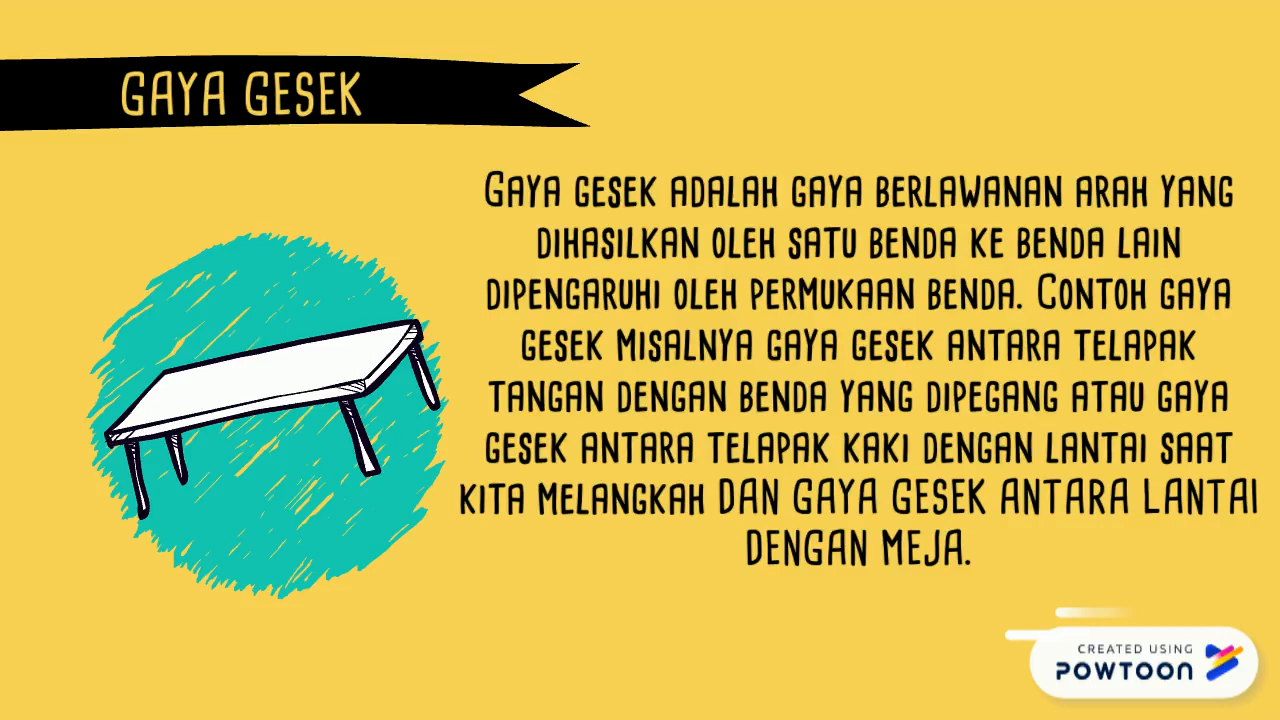 GAYA GESEK
GAYA GESEK ADALAH GAYA BERLAWANAN ARAH YANG
DIHASILKAN OLEH SATU BENDA KE BENDA LAIN
DIPENGARUHI OLEH PERMUKAAN BENDA. CONTOH GAYA
GESEK MISALNYA GAYA GESEK ANTARA TELAPAK
TANGAN DENGAN BENDA YANG DIPEGANG ATAU GAYA
GESEK ANTARA TELAPAK KAKI DENGAN LANTAI SAAT
KITA MELANGKAH DAN GAYA GESEK ANTARA LANTAI
DENGAN MEJA.
CREATED USING
POWTOON